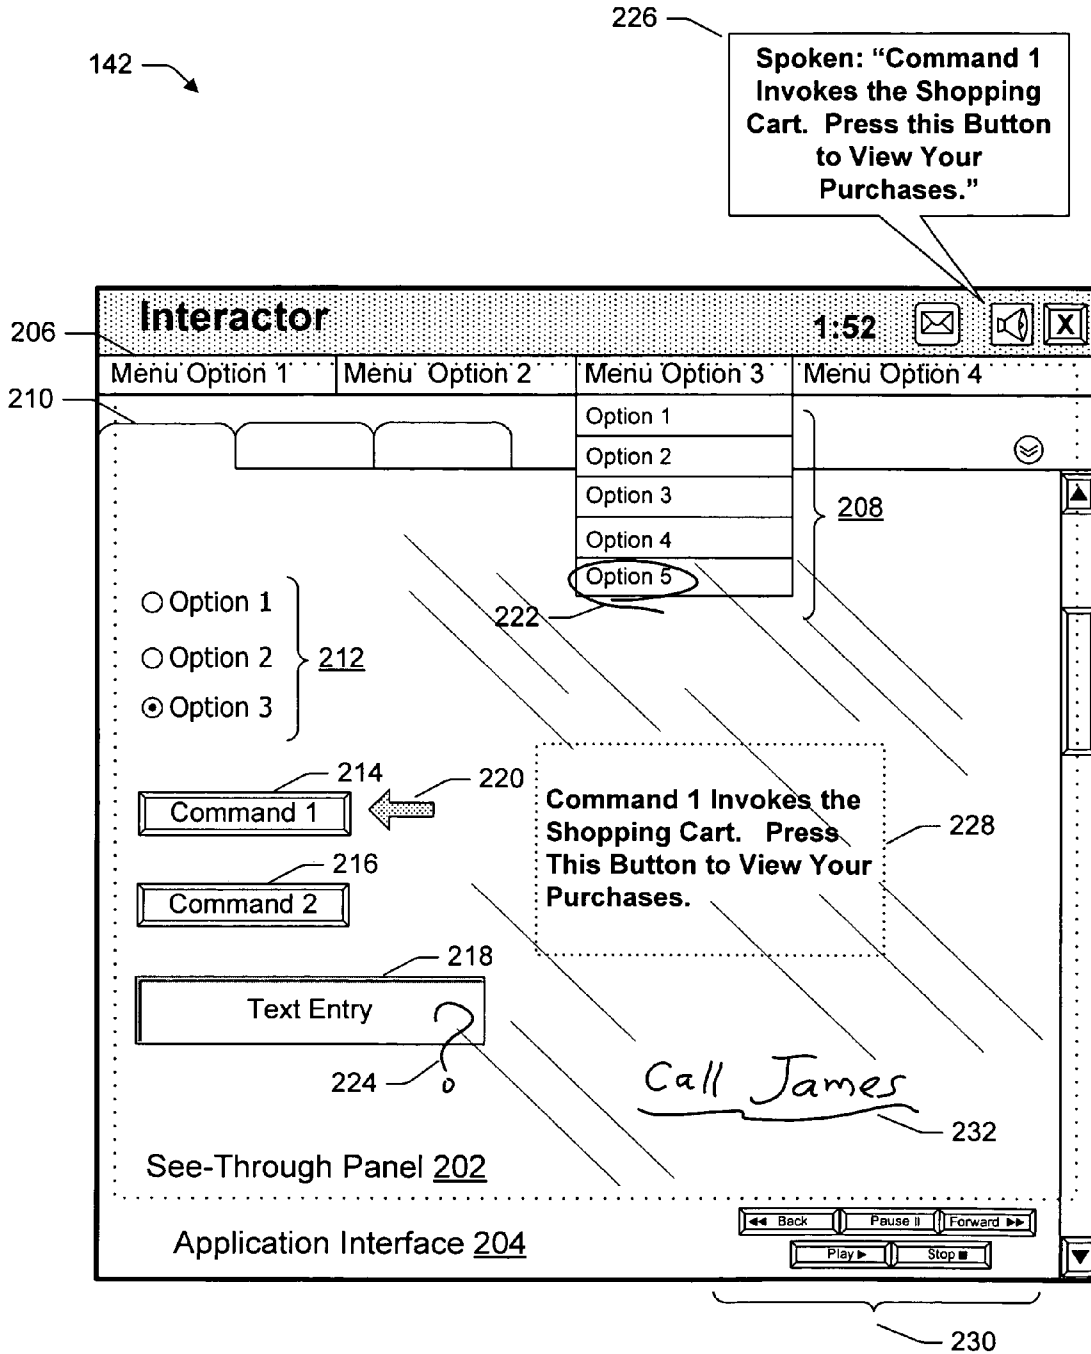 226
142
Spoken: “Command 1
Invokes the Shopping
Cart. Press this Button
to View Your
Purchases.”
Interactor
1:52
X
206
Menu Option 1
Menu Option 2
Menu Option 3
Menu Option 4
210
Option 1
Option 2
Option 3
Option 4
Option 5
208
222
Option 1
Option 2
Option 3
212
214
220
Command 1
Command 1 Invokes the
Shopping Cart. Press
This Button to View Your
Purchases.
228
216
Command 2
218
Text Entry
?
224
Call James
232
See-Through Panel 202
Application Interface 204
Back
Pause
Forward
Play
Stop
230